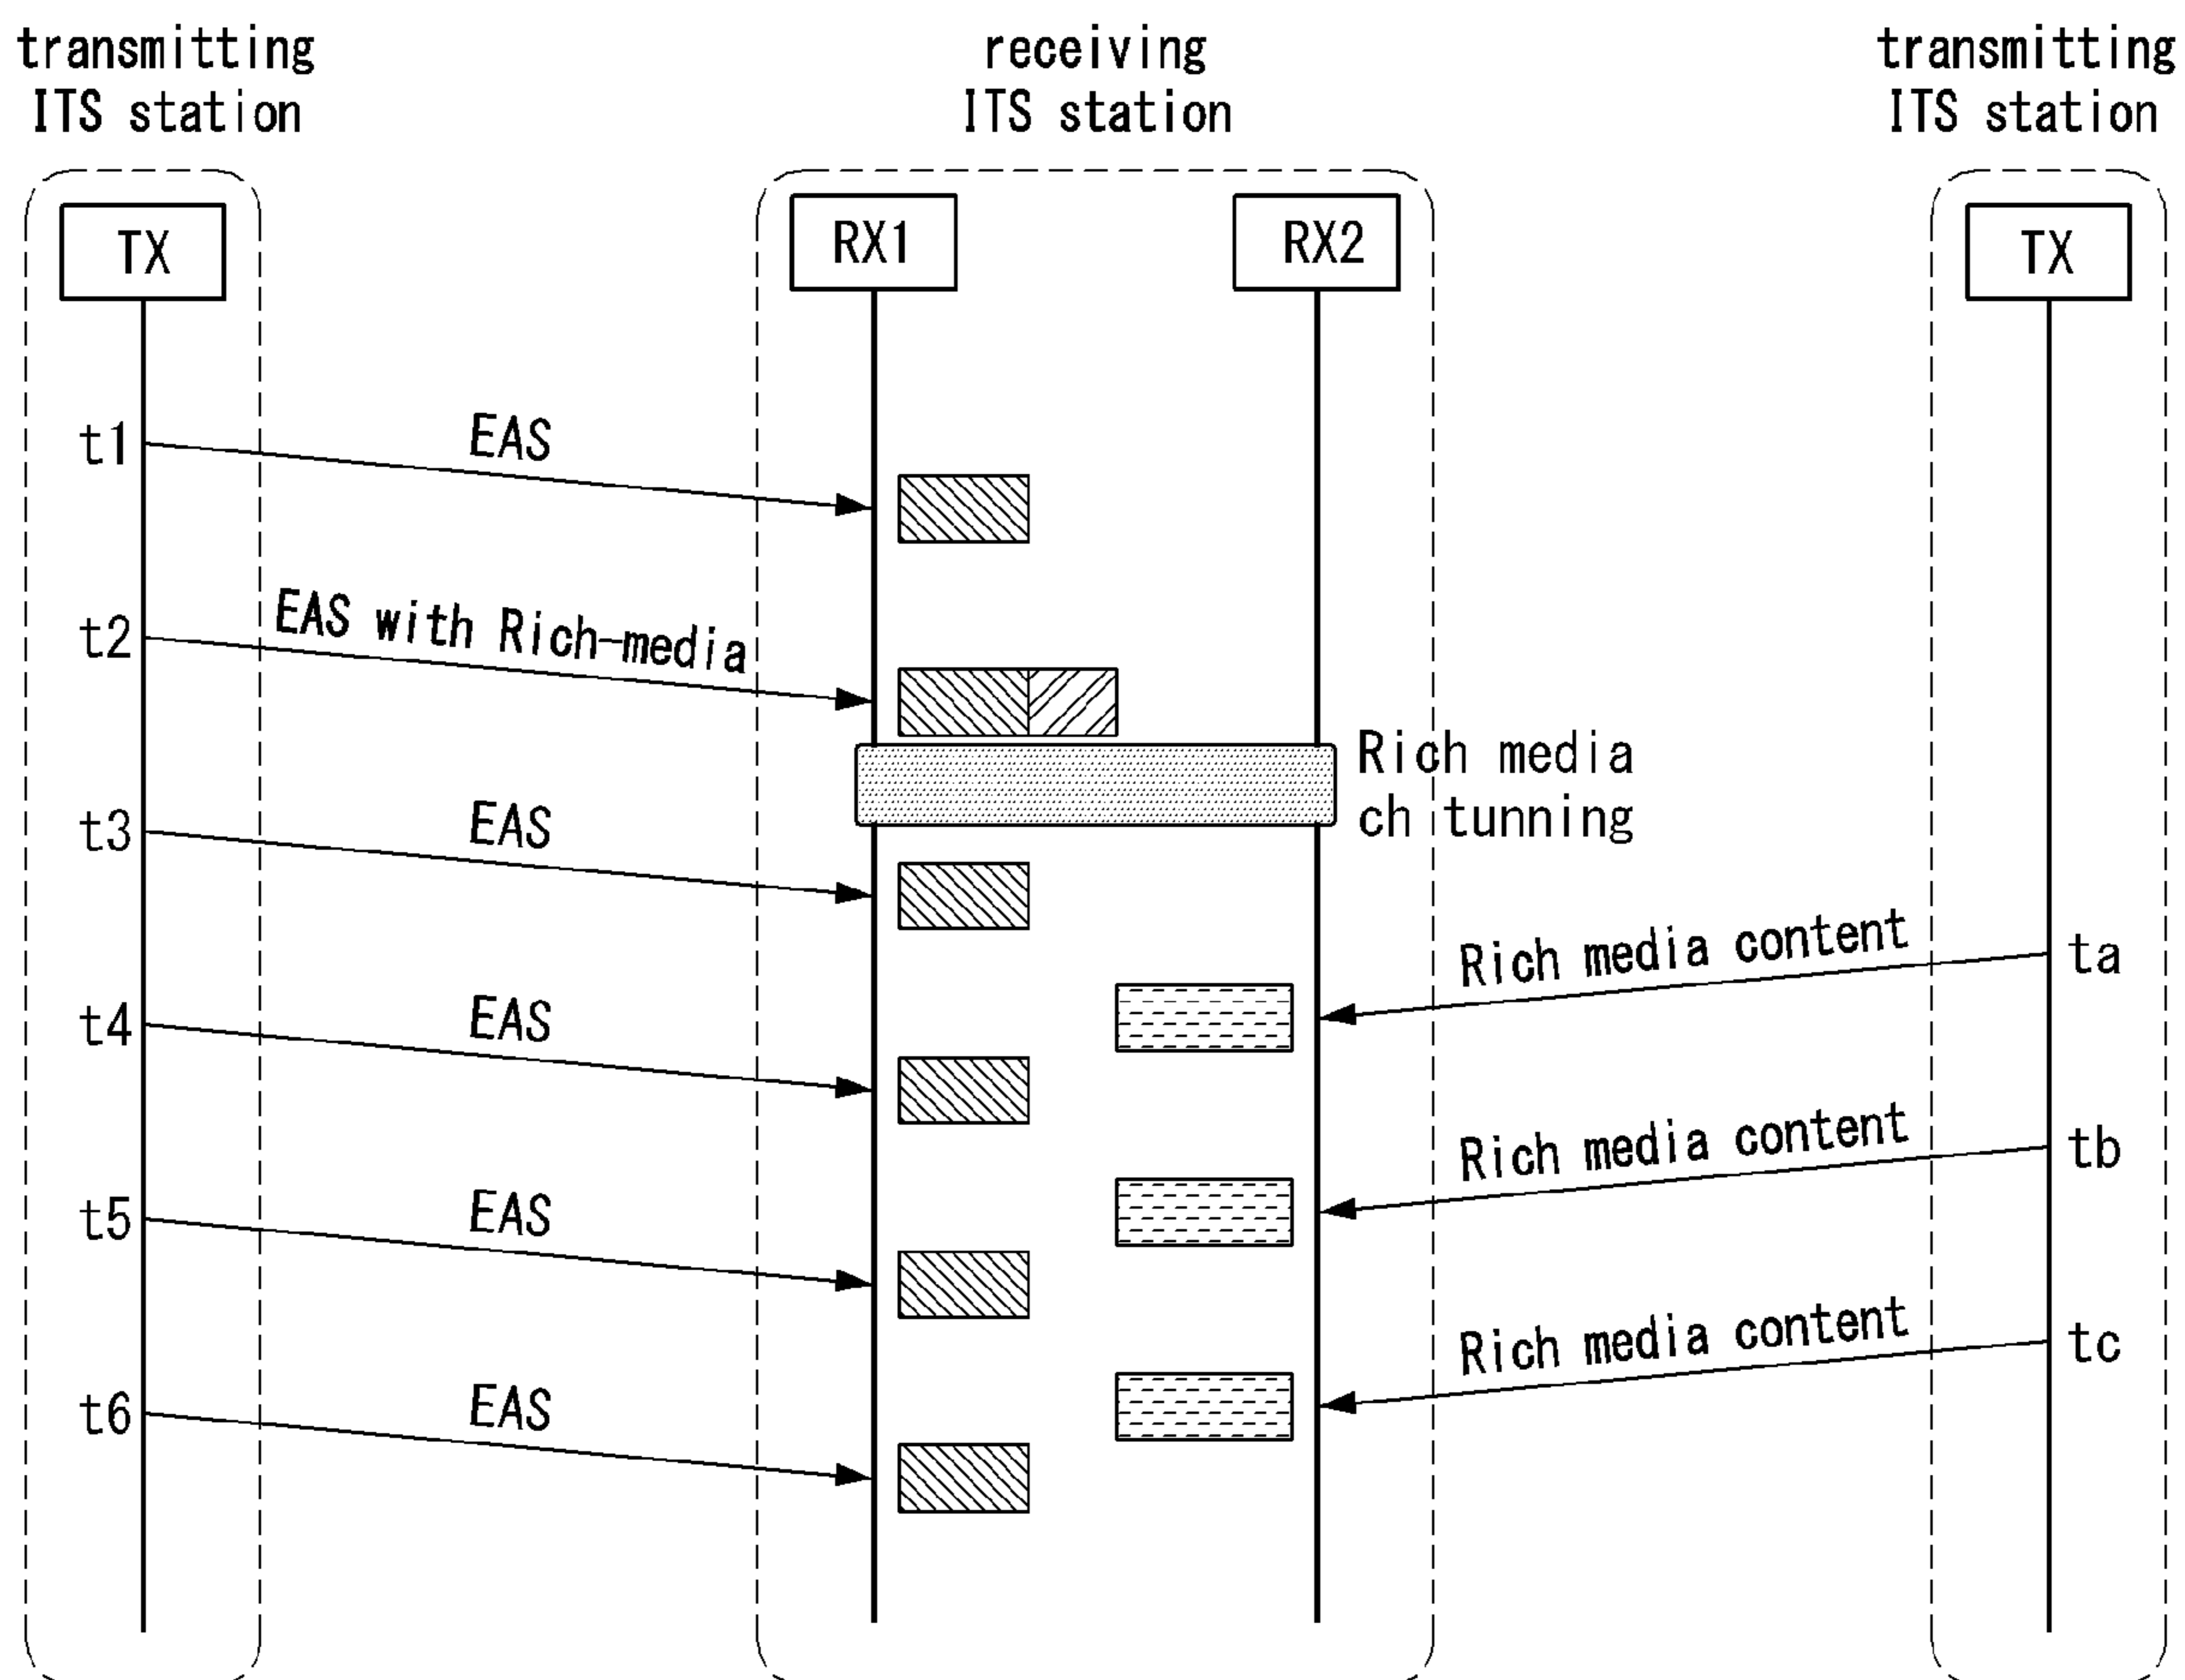 transmitting
ITS station
receiving
ITS station
transmitting
ITS station
TX
RX1
RX2
TX
t1
EAS
t2
EAS with Rich-media
Rich media
ch tunning
t3
EAS
Rich media content
ta
t4
EAS
Rich media content
tb
t5
EAS
Rich media content
tc
t6
EAS